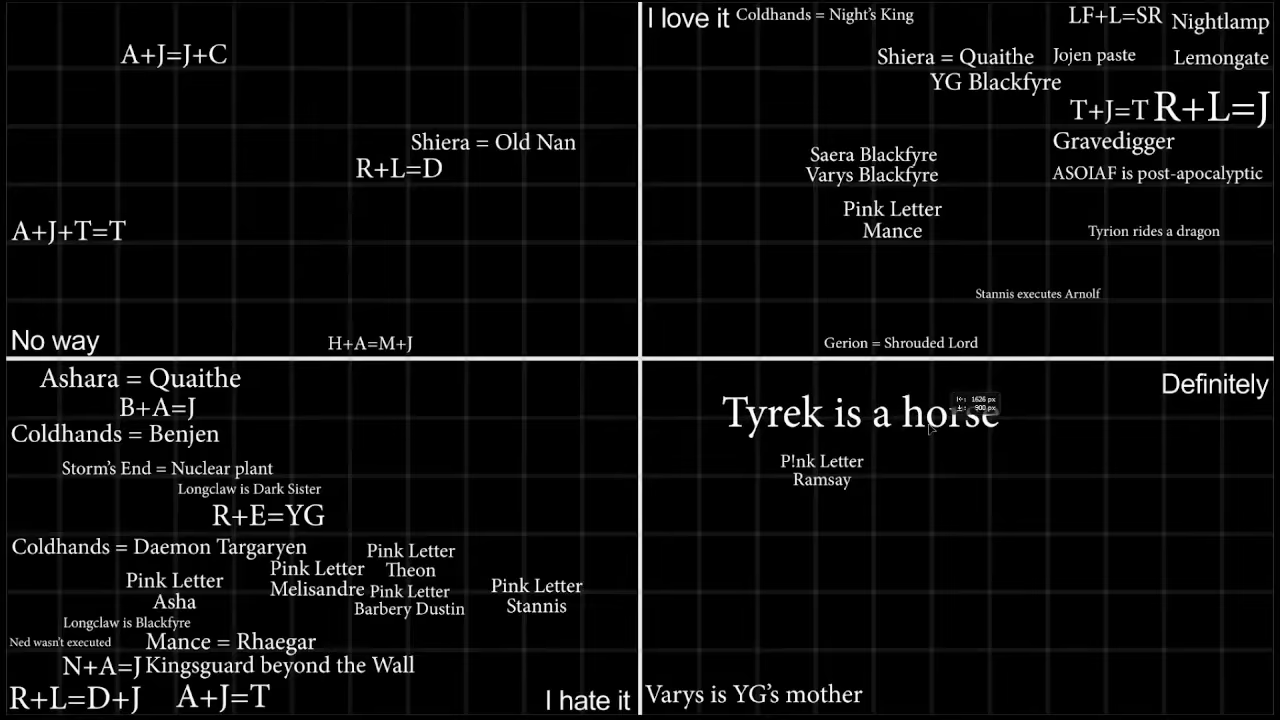 A+J=J+C
Shiera = Old Nan
R+L=D
A+J+T=T
No way
H+A=M+J
I love it
Coldhands = Night's King
LF+L=SR
Nightlamp
Shiera = Quaithe
Jojen paste
Lemongate
YG Blackfyre
T+J=T
R+L=J
Gravedigger
Saera Blackfyre
Varys Blackfyre
ASOIAF is post-apocalyptic
Pink Letter
Mance
Tyrion rides a dragon
Stannis executes Arnolf
Gerion = Shrouded Lord
Ashara = Quaithe
B+A=J
Coldhands = Benjen
Storm's End = Nuclear plant
Longclaw is Dark Sister
R+E=YG
Coldhands = Daemon Targaryen
Pink Letter
Theon
Pink Letter
Melisandre
Pink Letter
Asha
Pink Letter
Barbery Dustin
Pink Letter
Stannis
Longclaw is Blackfyre
Ned wasn't executed
Mance = Rhaegar
N+A=J
Kingsguard beyond the Wall
R+L=D+J
A+J=T
I hate it
Definitely
Tyrek is a horse
1626 px
900 px
P!nk Letter
Ramsay
Varys is YG's mother